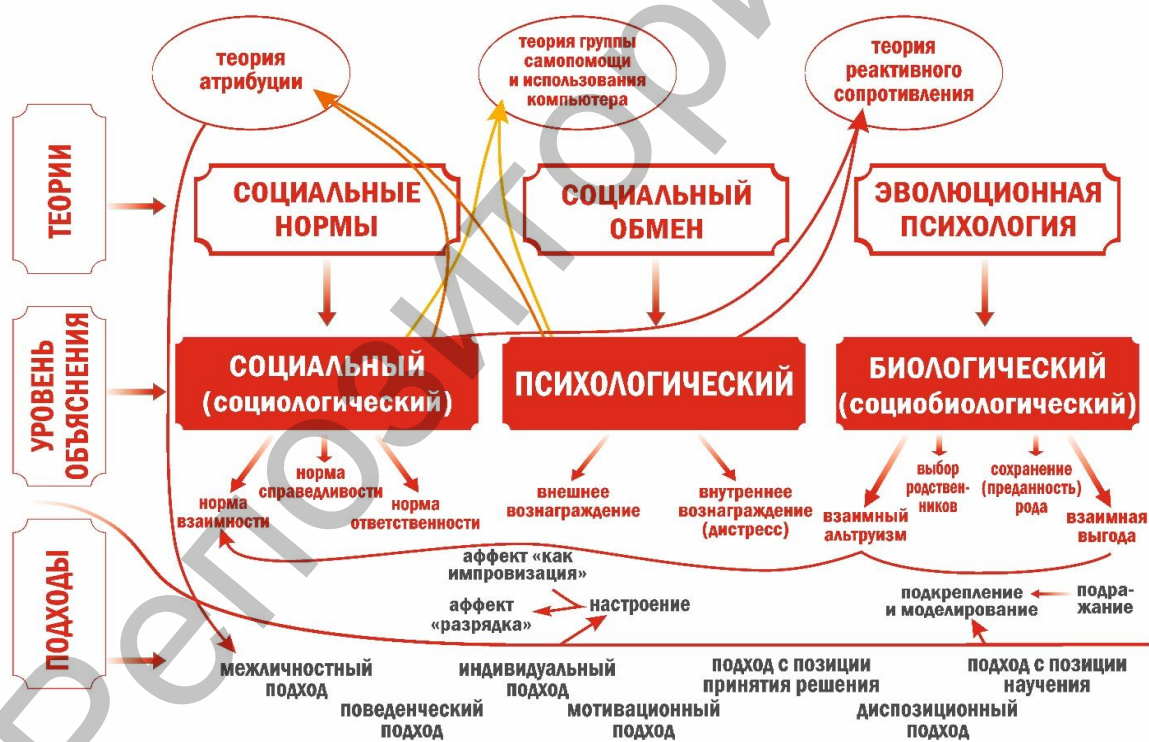 теория
атрибуции
теория группы
самопомощи
и использования
компьютера
теория
реактивного
сопротивления
ТЕОРИИ
СОЦИАЛЬНЫЕ
НОРМЫ
СОЦИАЛЬНЫЙ
ОБМЕН
ЭВОЛЮЦИОННАЯ
ПСИХОЛОГИЯ
УРОВЕНЬ
ОБЪЯСНЕНИЯ
СОЦИАЛЬНЫЙ
(социологический)
ПСИХОЛОГИЧЕСКИЙ
БИОЛОГИЧЕСКИЙ
(социобиологический)
норма
взаимности
норма
справедливости
норма
ответственности
внешнее
вознаграждение
внутреннее
вознаграждение
(дистресс)
взаимный
альтруизм
выбор
родствен-
ников
сохранение
(преданность)
рода
взаимная
выгода
ПОДХОДЫ
аффект «как
импровизация»
аффект
«разрядка»
настроение
подкрепление
и моделирование
подра-
жание
межличностный
подход
поведенческий
подход
индивидуальный
подход
мотивационный
подход
подход с позиции
принятия решения
диспозиционный
подход
подход с позиции
научения
Репозитори